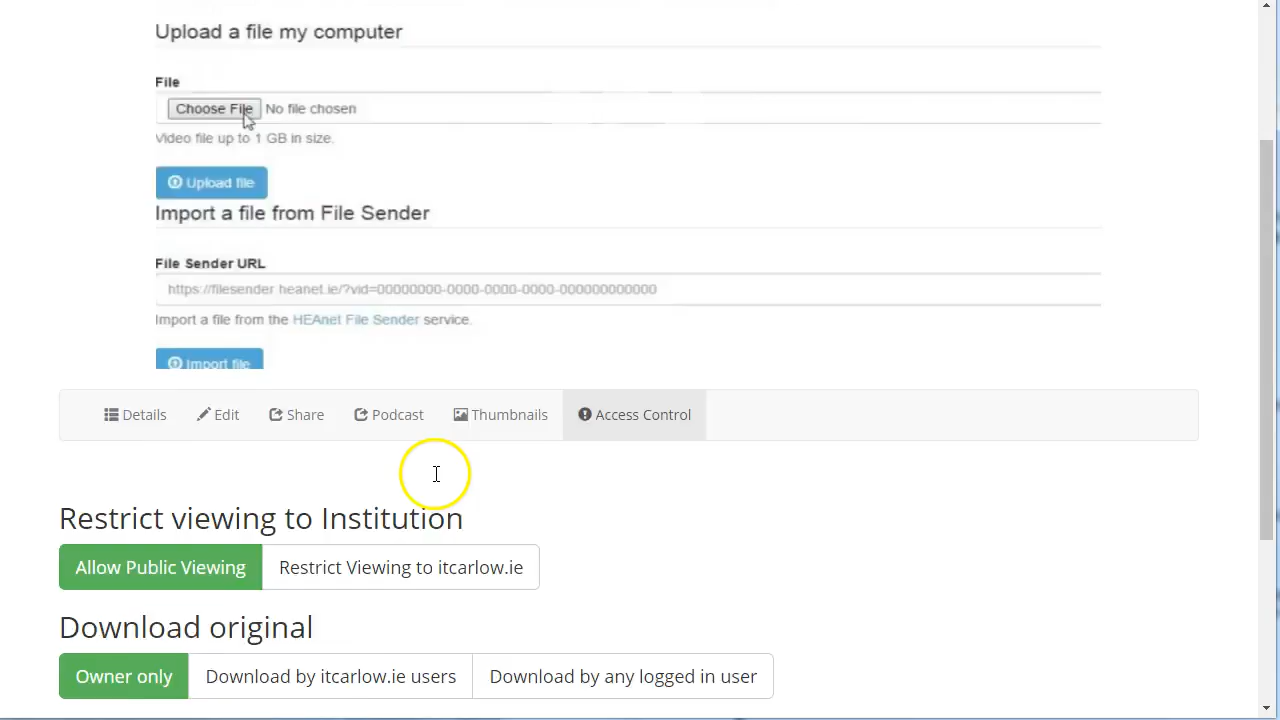 Upload a file my computer
File
Choose File No file chosen
Video file up to 1 GB in size.
Upload file
Import a file from File Sender
File Sender URL
https://filesender.heanet.ie/?vid=00000000-0000-0000-0000-000000000000
Import a file from the HEAnet File Sender service.
Import file
Details Edit Share Podcast Thumbnails Access Control
Restrict viewing to Institution
Allow Public Viewing Restrict Viewing to itcarlow.ie
Download original
Owner only Download by itcarlow.ie users Download by any logged in user